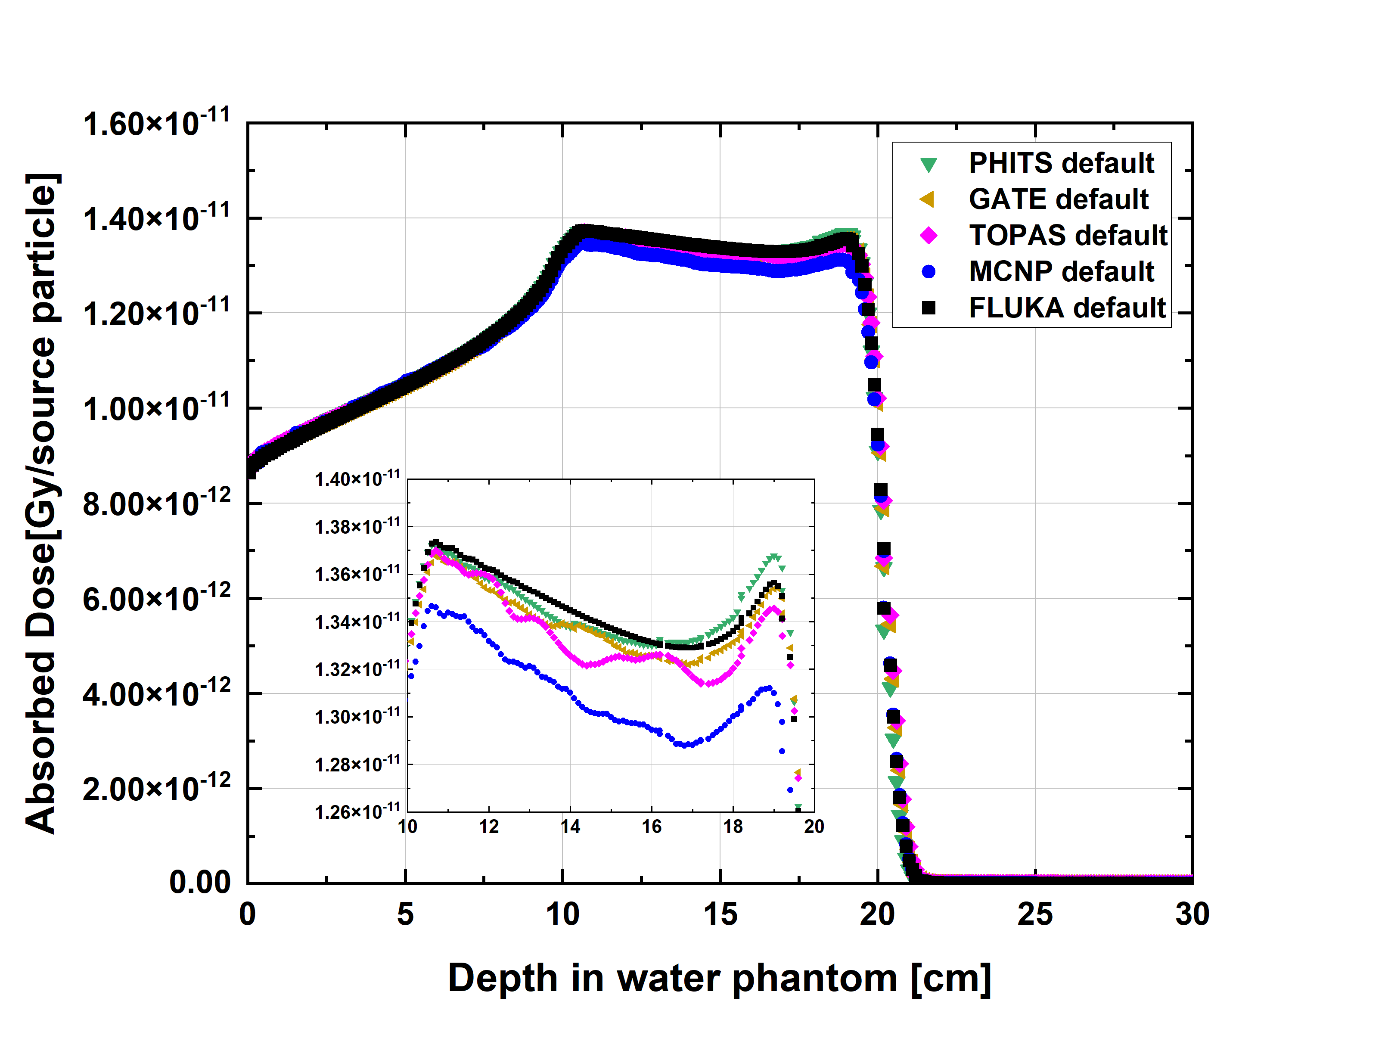 1.60×10⁻¹¹
1.40×10⁻¹¹
1.20×10⁻¹¹
1.00×10⁻¹¹
8.00×10⁻¹²
6.00×10⁻¹²
4.00×10⁻¹²
2.00×10⁻¹²
0.00
Absorbed Dose[Gy/source particle]
PHITS default
GATE default
TOPAS default
MCNP default
FLUKA default
1.40×10⁻¹¹
1.38×10⁻¹¹
1.36×10⁻¹¹
1.34×10⁻¹¹
1.32×10⁻¹¹
1.30×10⁻¹¹
1.28×10⁻¹¹
1.26×10⁻¹¹
10 12 14 16 18 20
0 5 10 15 20 25 30
Depth in water phantom [cm]